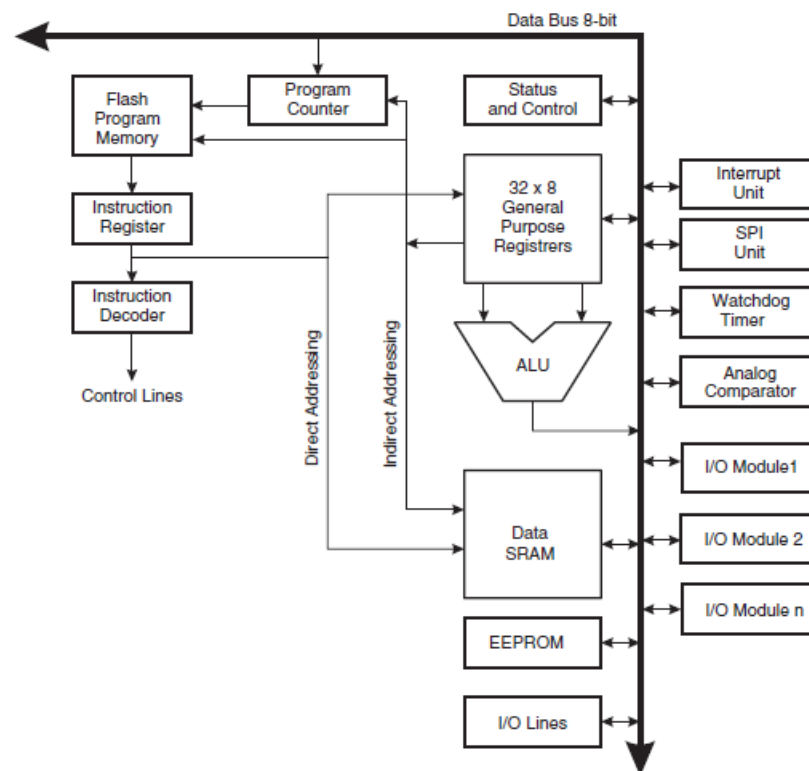 Data Bus 8-bit
Flash
Program
Memory
Program
Counter
Status
and Control
Interrupt
Unit
32 x 8
General
Purpose
Registrers
Instruction
Register
SPI
Unit
Instruction
Decoder
Watchdog
Timer
Control Lines
Direct Addressing
Indirect Addressing
ALU
Analog
Comparator
I/O Module1
Data
SRAM
I/O Module 2
I/O Module n
EEPROM
I/O Lines